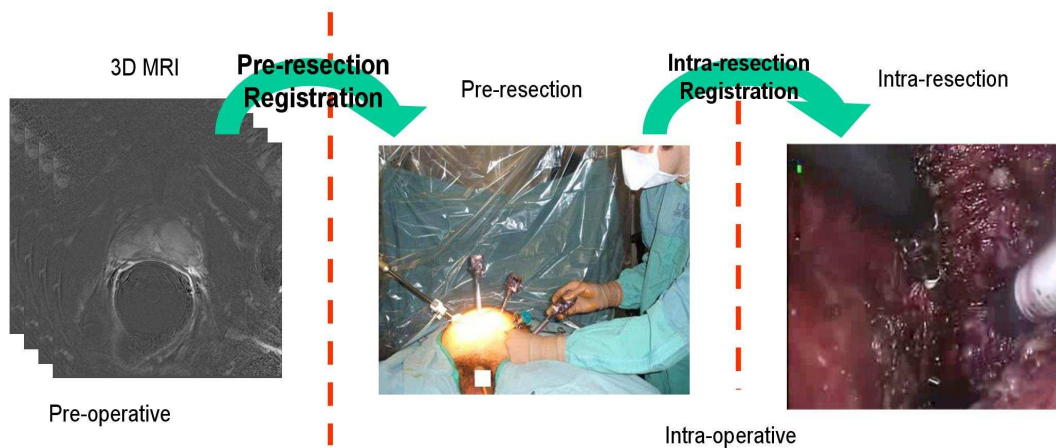 3D MRI
Pre-resection
Registration
Pre-resection
Intra-resection
Registration
Intra-resection
Pre-operative
Intra-operative